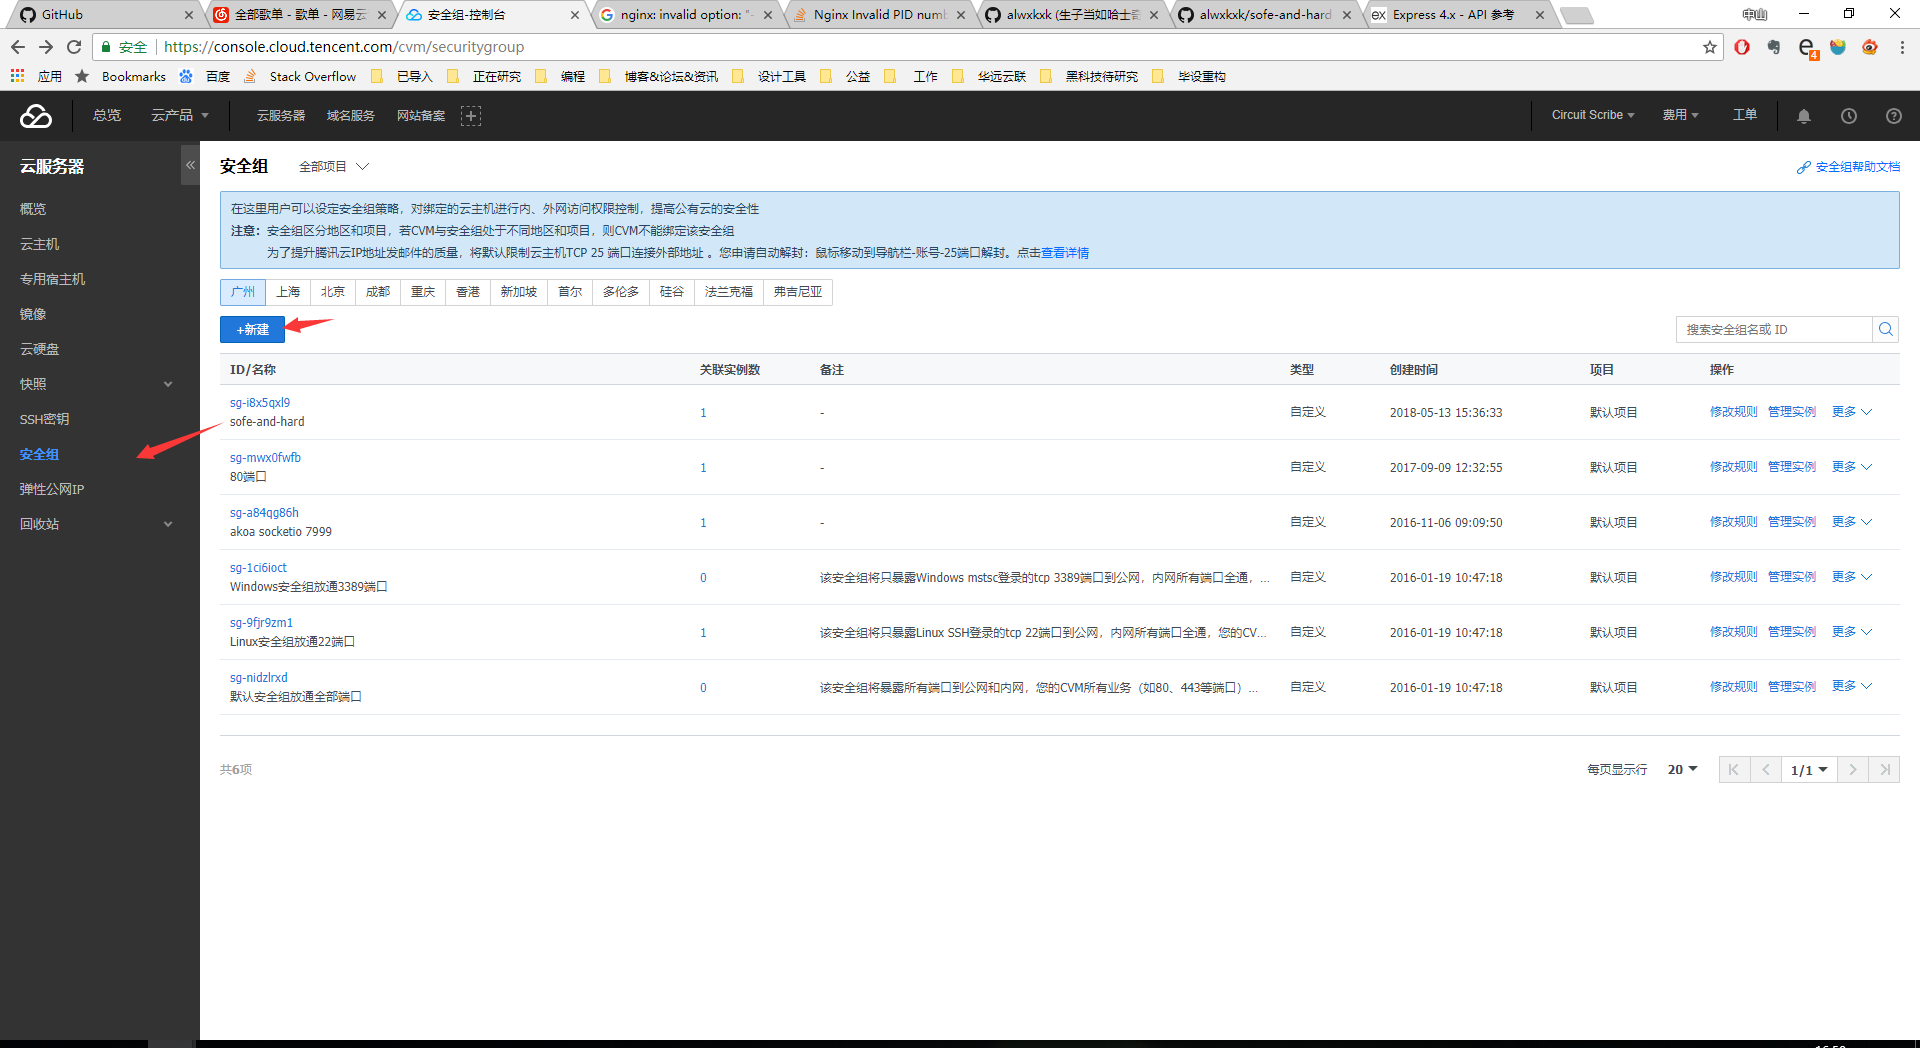 GitHub
全部歌单 - 歌单 - 网易云
安全组-控制台
nginx: invalid option: "-
Nginx Invalid PID numb
alwxkxk (生子当如哈士
alwxkxk/sofe-and-hard
Express 4.x - API 参考
安全 https://console.cloud.tencent.com/cvm/securitygroup
4
应用 Bookmarks 百度 Stack Overflow 已导入 正在研究 编程 博客&论坛&资讯 设计工具 公益 工作 华远云联 黑科技待研究 毕设重构
总览 云产品 云服务器 域名服务 网站备案 Circuit Scribe 费用 工单
云服务器
概览
云主机
专用宿主机
镜像
云硬盘
快照
SSH密钥
安全组
弹性公网IP
回收站
安全组 全部项目 安全组帮助文档
在这里用户可以设定安全组策略，对绑定的云主机进行内、外网访问权限控制，提高公有云的安全性
注意：安全组区分地区和项目，若CVM与安全组处于不同地区和项目，则CVM不能绑定该安全组
为了提升腾讯云IP地址发邮件的质量，将默认限制云主机TCP 25 端口连接外部地址 。您申请自动解封：鼠标移动到导航栏-账号-25端口解封。点击查看详情
广州 上海 北京 成都 重庆 香港 新加坡 首尔 多伦多 硅谷 法兰克福 弗吉尼亚
+新建 搜索安全组名或 ID
ID/名称 关联实例数 备注 类型 创建时间 项目 操作
sg-i8x5qxl9
sofe-and-hard 1 - 自定义 2018-05-13 15:36:33 默认项目 修改规则 管理实例 更多
sg-mwx0fwfb
80端口 1 - 自定义 2017-09-09 12:32:55 默认项目 修改规则 管理实例 更多
sg-a84qg86h
akoa socketio 7999 1 - 自定义 2016-11-06 09:09:50 默认项目 修改规则 管理实例 更多
sg-1ci6ioct
Windows安全组放通3389端口 0 该安全组将只暴露Windows mstsc登录的tcp 3389端口到公网，内网所有端口全通，... 自定义 2016-01-19 10:47:18 默认项目 修改规则 管理实例 更多
sg-9fjr9zm1
Linux安全组放通22端口 1 该安全组将只暴露Linux SSH登录的tcp 22端口到公网，内网所有端口全通，您的CV... 自定义 2016-01-19 10:47:18 默认项目 修改规则 管理实例 更多
sg-nidzlrxd
默认安全组放通全部端口 0 该安全组将暴露所有端口到公网和内网，您的CVM所有业务（如80、443等端口）... 自定义 2016-01-19 10:47:18 默认项目 修改规则 管理实例 更多
共6项 每页显示行 20 1/1